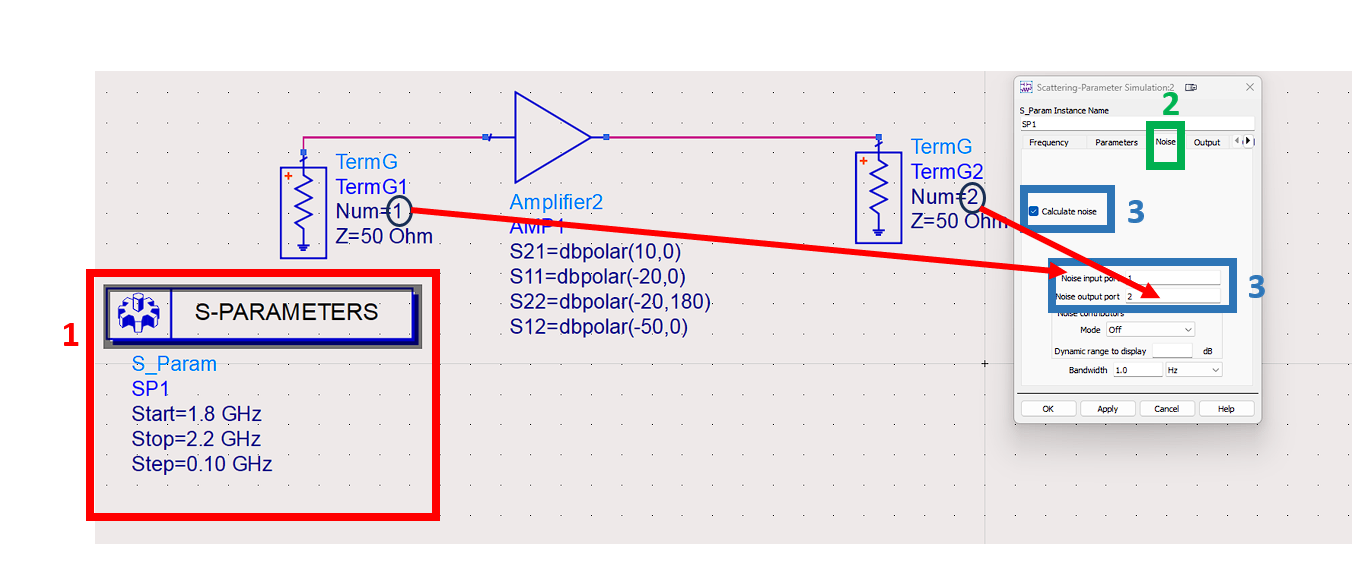 Scattering-Parameter Simulation:2
2
S_Param Instance Name
SP1
Frequency
Parameters
Noise
Output
TermG
TermG1
Num=1
Z=50 Ohm
TermG
TermG2
Num=2
Z=50 Ohm
Amplifier2
AMP1
S21=dbpolar(10,0)
S11=dbpolar(-20,0)
S22=dbpolar(-20,180)
S12=dbpolar(-50,0)
Calculate noise
3
Noise input port 1
Noise output port 2
3
Noise contributors
Mode Off
Dynamic range to display dB
Bandwidth 1.0 Hz
OK Apply Cancel Help
1
S-PARAMETERS
S_Param
SP1
Start=1.8 GHz
Stop=2.2 GHz
Step=0.10 GHz